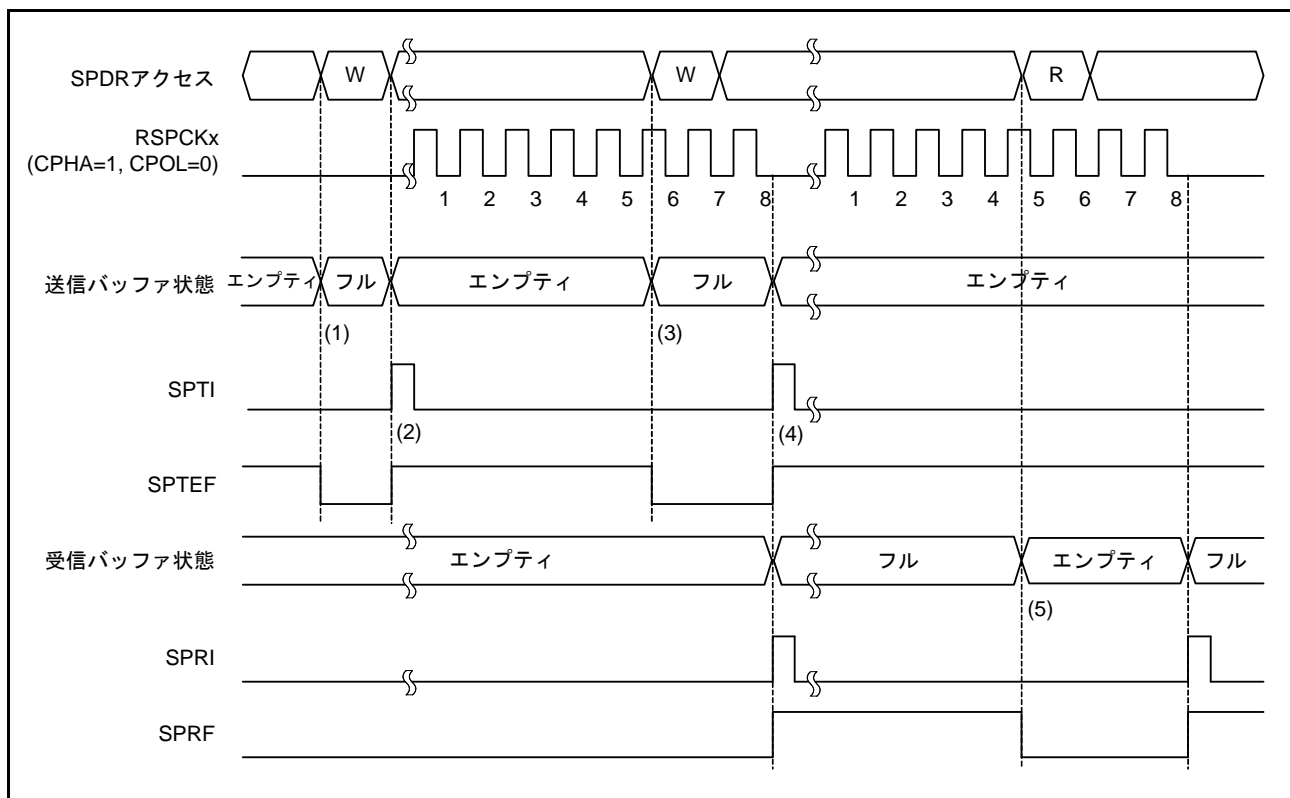 SPDRアクセス
W
W
R
RSPCKx
(CPHA=1, CPOL=0)
1 2 3 4 5 6 7 8 1 2 3 4 5 6 7 8
送信バッファ状態
エンプティ フル エンプティ フル エンプティ
(1) (3)
SPTI
(2) (4)
SPTEF
受信バッファ状態
エンプティ フル エンプティ フル
(5)
SPRI
SPRF